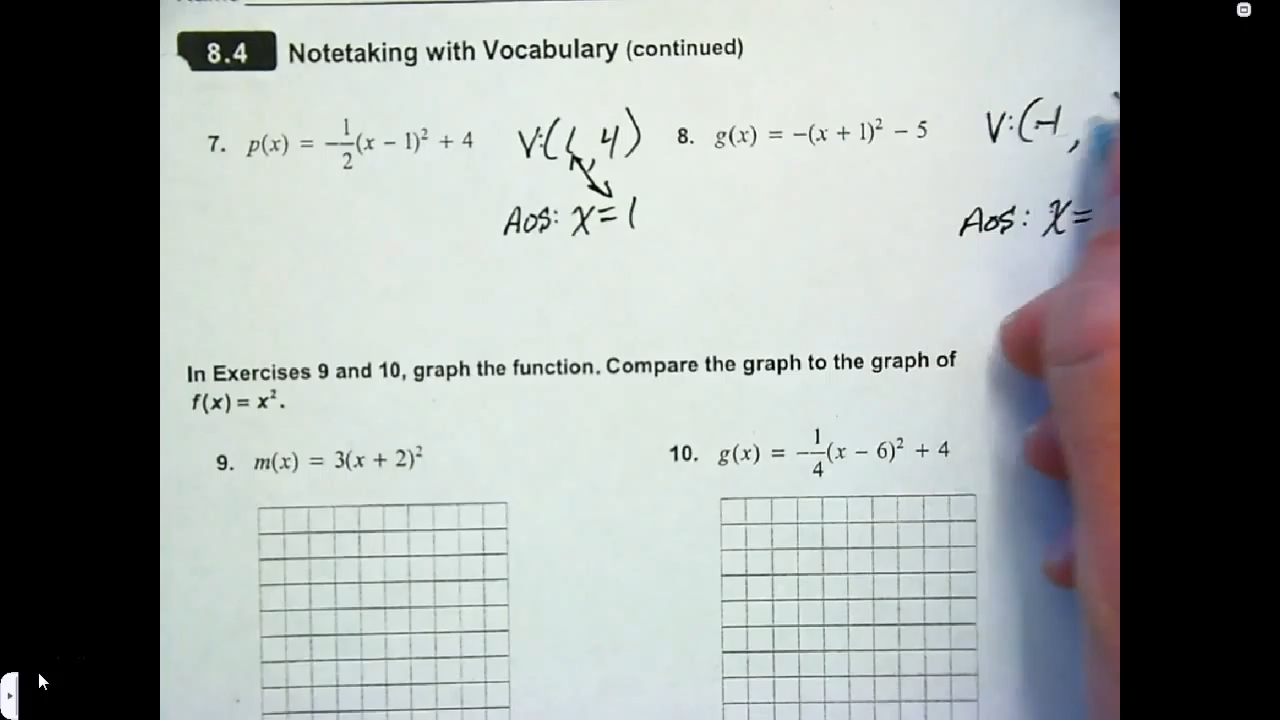 8.4 Notetaking with Vocabulary (continued)
7. p(x) = -1/2(x − 1)² + 4
V:(1, 4)
AOS: x = 1
8. g(x) = −(x + 1)² − 5
V:(-1,
AOS: x =
In Exercises 9 and 10, graph the function. Compare the graph to the graph of
f(x) = x².
9. m(x) = 3(x + 2)²
10. g(x) = -1/4(x − 6)² + 4